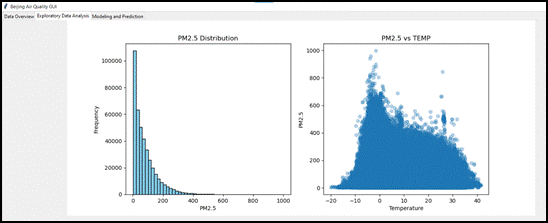 Beijing Air Quality GUI
Data Overview Exploratory Data Analysis Modeling and Prediction
PM2.5 Distribution
Frequency
100000
80000
60000
40000
20000
0
0 200 400 600 800 1000
PM2.5
PM2.5 vs TEMP
PM2.5
1000
800
600
400
200
0
-20 -10 0 10 20 30 40
Temperature